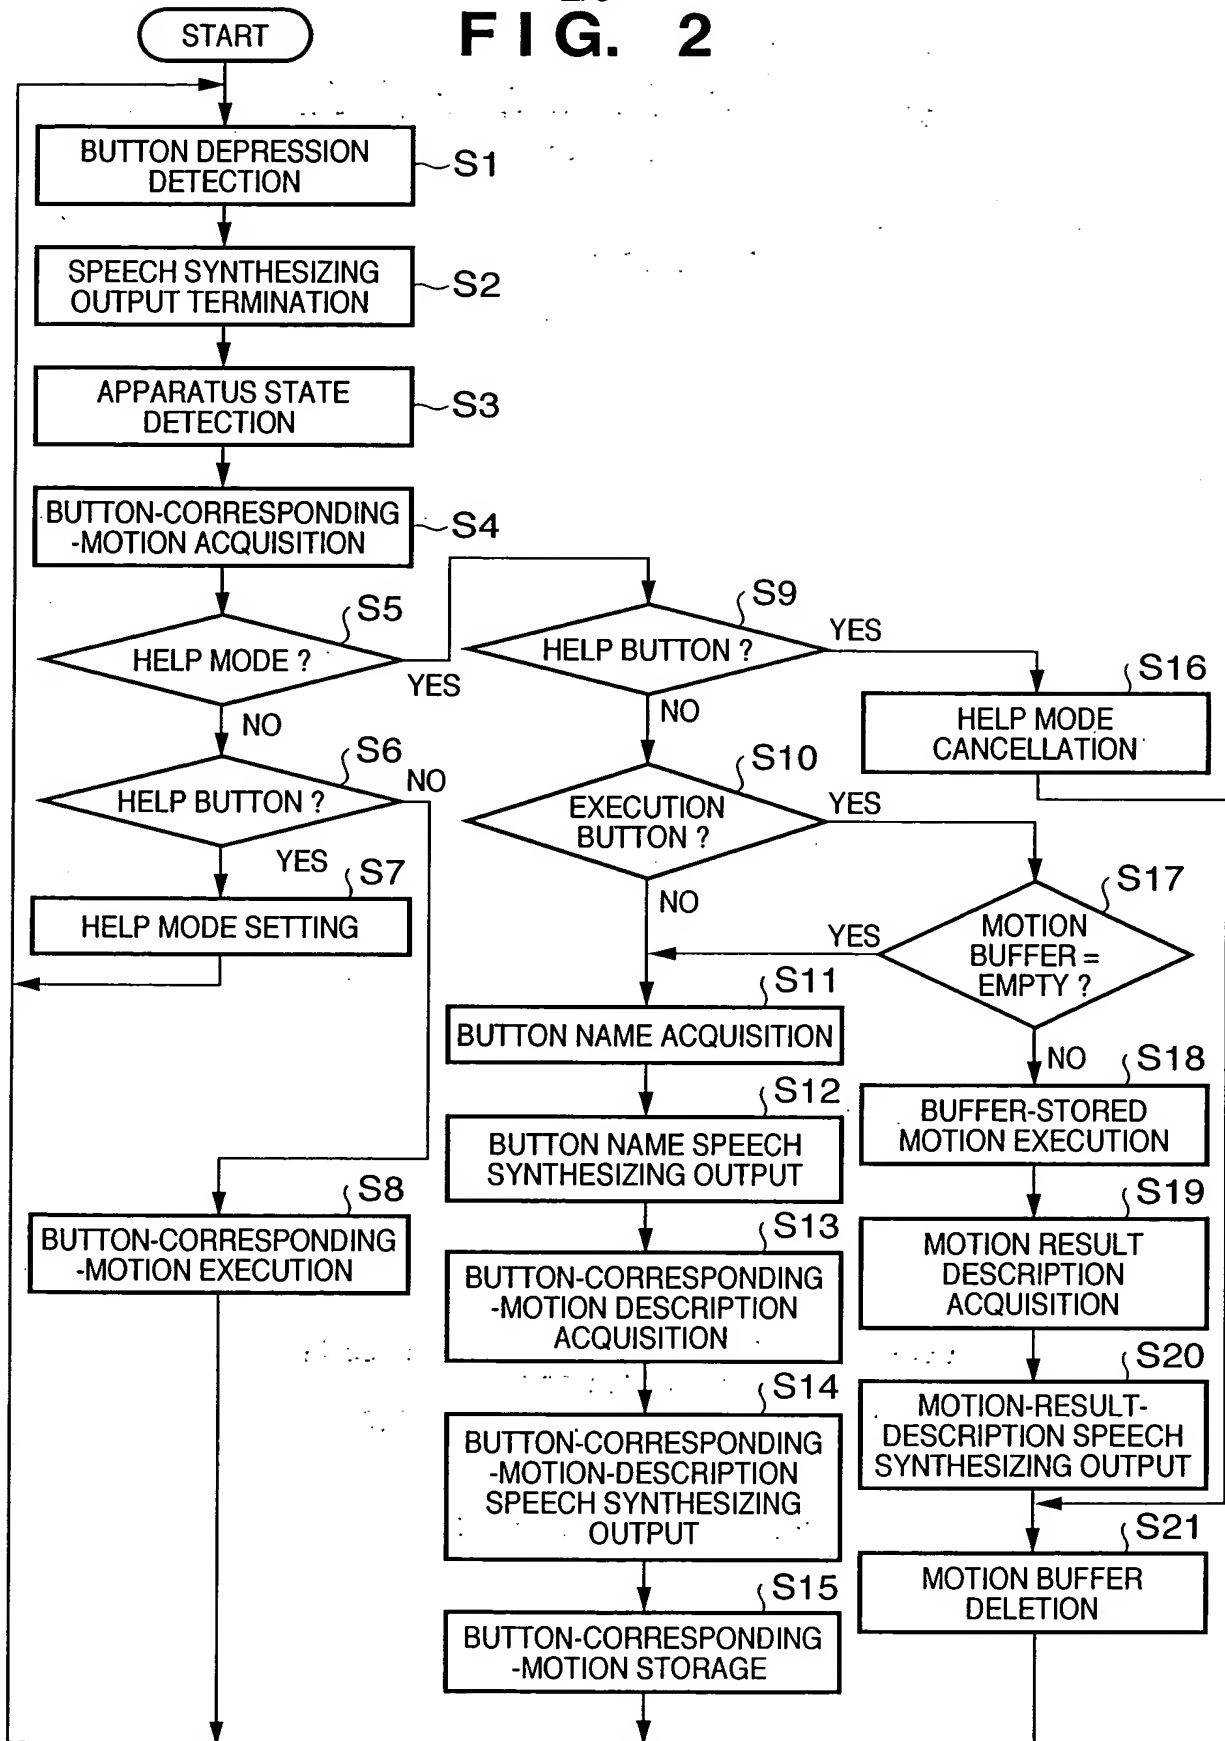 FIG. 2
START
BUTTON DEPRESSION
DETECTION
S1
SPEECH SYNTHESIZING
OUTPUT TERMINATION
S2
APPARATUS STATE
DETECTION
S3
BUTTON-CORRESPONDING
-MOTION ACQUISITION
S4
S5
HELP MODE ?
YES
NO
S6
HELP BUTTON ?
NO
YES
S7
HELP MODE SETTING
S8
BUTTON-CORRESPONDING
-MOTION EXECUTION
S9
HELP BUTTON ?
YES
NO
S10
EXECUTION
BUTTON ?
YES
NO
S11
BUTTON NAME ACQUISITION
S12
BUTTON NAME SPEECH
SYNTHESIZING OUTPUT
S13
BUTTON-CORRESPONDING
-MOTION DESCRIPTION
ACQUISITION
S14
BUTTON-CORRESPONDING
-MOTION-DESCRIPTION
SPEECH SYNTHESIZING
OUTPUT
S15
BUTTON-CORRESPONDING
-MOTION STORAGE
S16
HELP MODE
CANCELLATION
S17
MOTION
BUFFER =
EMPTY ?
YES
NO
S18
BUFFER-STORED
MOTION EXECUTION
S19
MOTION RESULT
DESCRIPTION
ACQUISITION
S20
MOTION-RESULT-
DESCRIPTION SPEECH
SYNTHESIZING OUTPUT
S21
MOTION BUFFER
DELETION